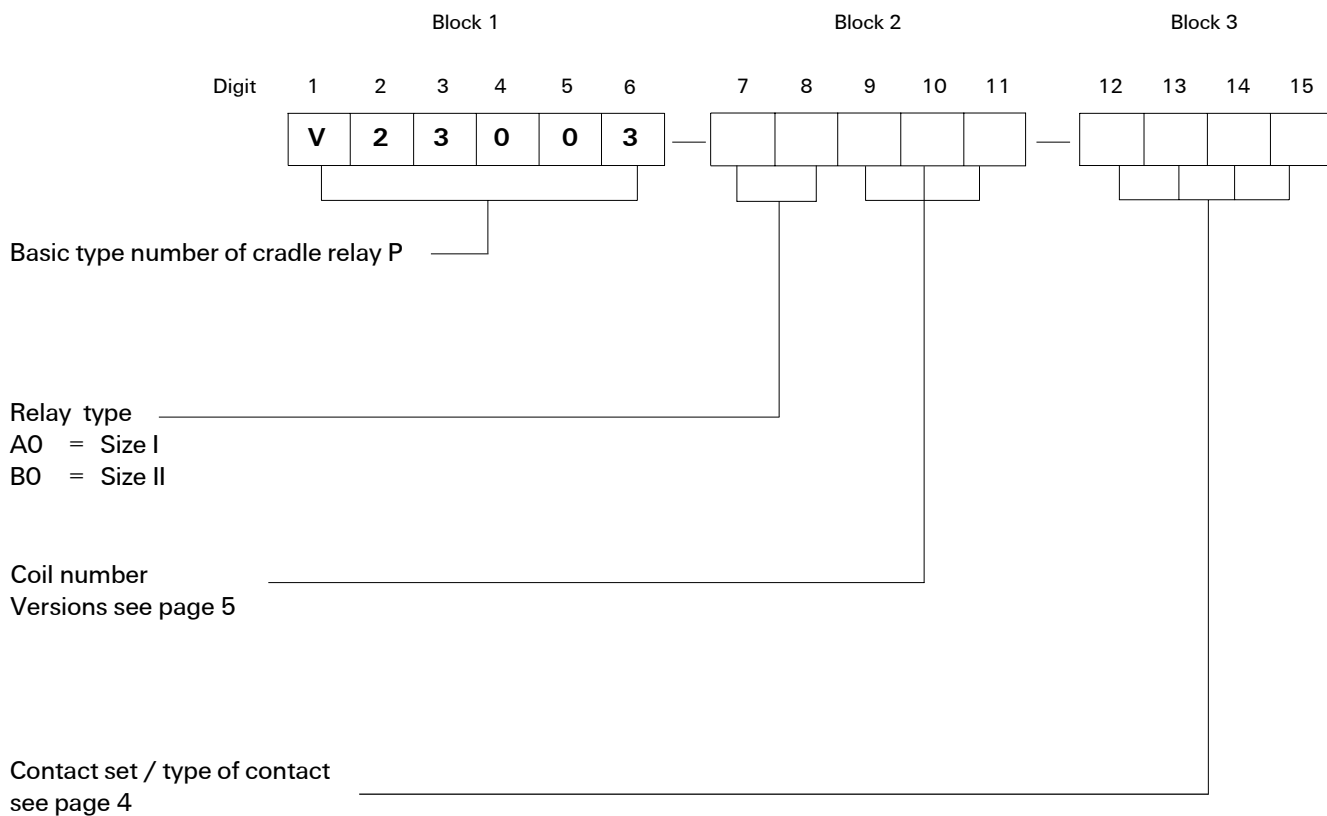 Block 1 Block 2 Block 3
Digit 1 2 3 4 5 6 7 8 9 10 11 12 13 14 15
V 2 3 0 0 3 — —
Basic type number of cradle relay P
Relay type
A0 = Size I
B0 = Size II
Coil number
Versions see page 5
Contact set / type of contact
see page 4